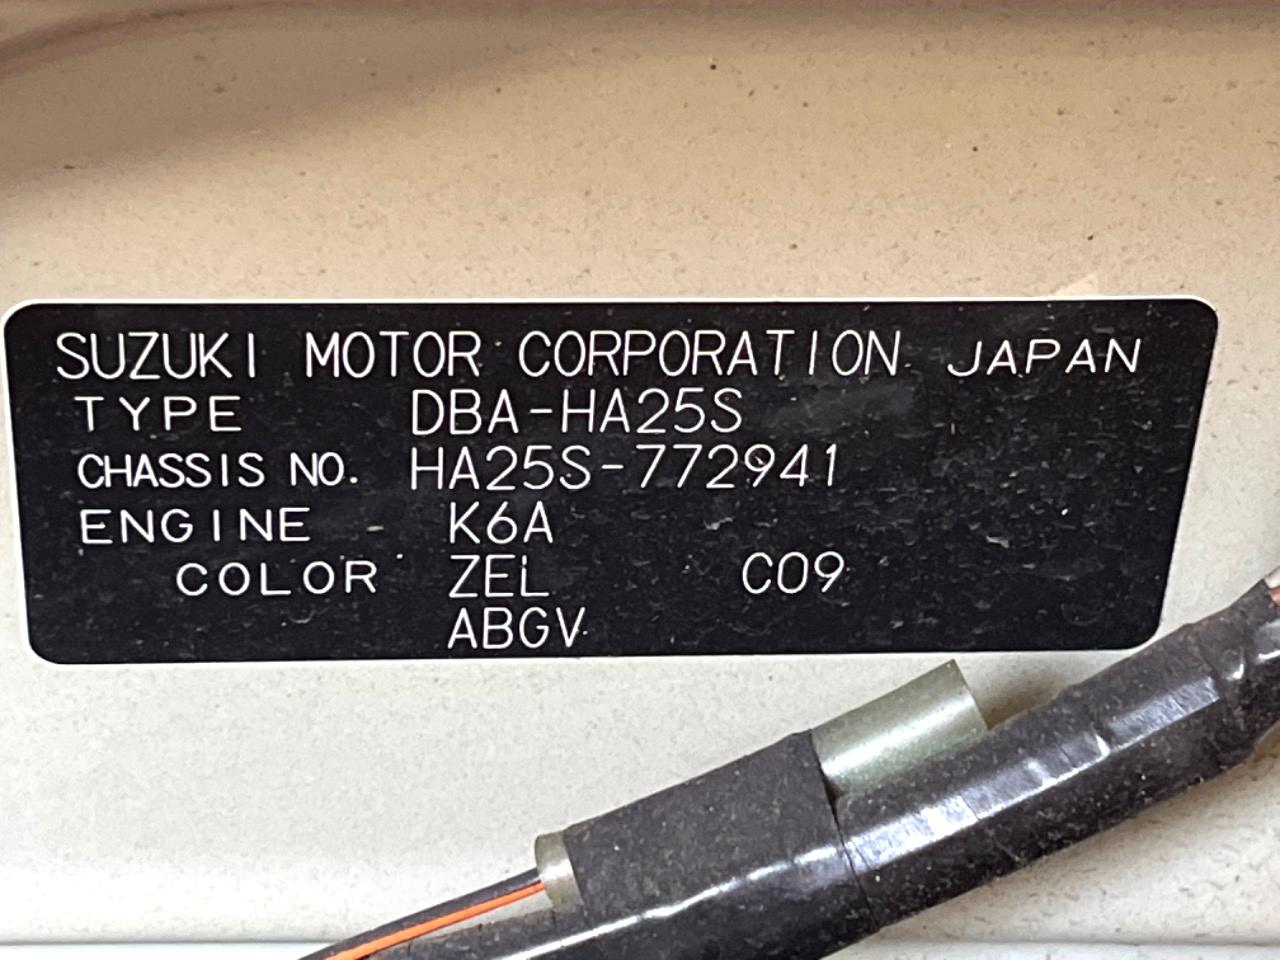 SUZUKI MOTOR CORPORATION JAPAN
TYPE DBA-HA25S
CHASSIS NO. HA25S-772941
ENGINE K6A
COLOR ZEL C09
ABGV